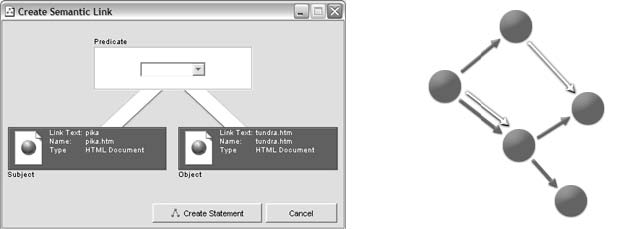 Create Semantic Link
Predicate
Link Text: pika
Name: pika.htm
Type HTML Document
Subject
Link Text: tundra.htm
Name: tundra.htm
Type HTML Document
Object
Create Statement
Cancel